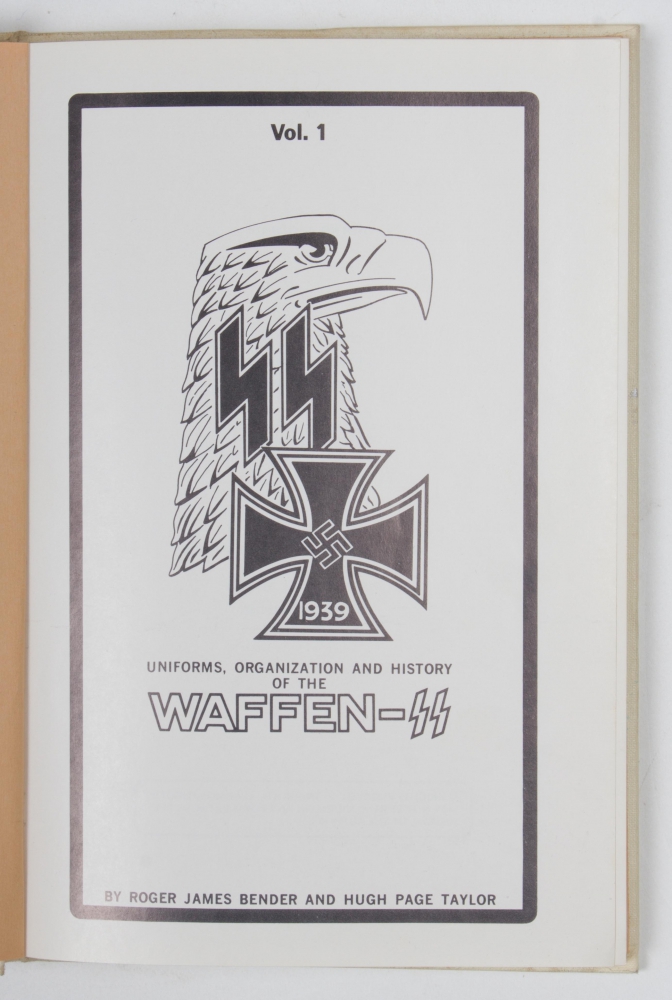 Vol. 1
SS
1939
UNIFORMS, ORGANIZATION AND HISTORY
OF THE
WAFFEN-SS
BY ROGER JAMES BENDER AND HUGH PAGE TAYLOR